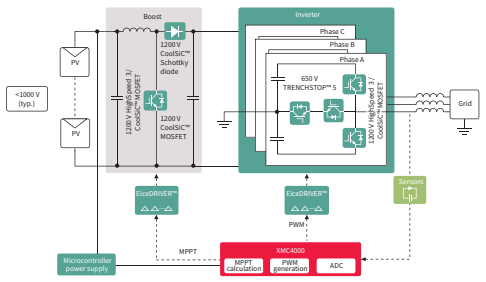 Boost
Inverter
Phase C
Phase B
Phase A
PV
1200 V
CoolSiC™
Schottky
diode
1200 V HighSpeed 3/
CoolSiC™ MOSFET
650 V
TRENCHSTOP™ 5
1200 V HighSpeed 3 /
CoolSiC™ MOSFET
<1000 V
(typ.)
PV
1200 V
CoolSiC™
MOSFET
Grid
EiceDRIVER™
EiceDRIVER™
Sensors
PWM
MPPT
XMC4000
MPPT
calculation
PWM
generation
ADC
Microcontroller
power supply